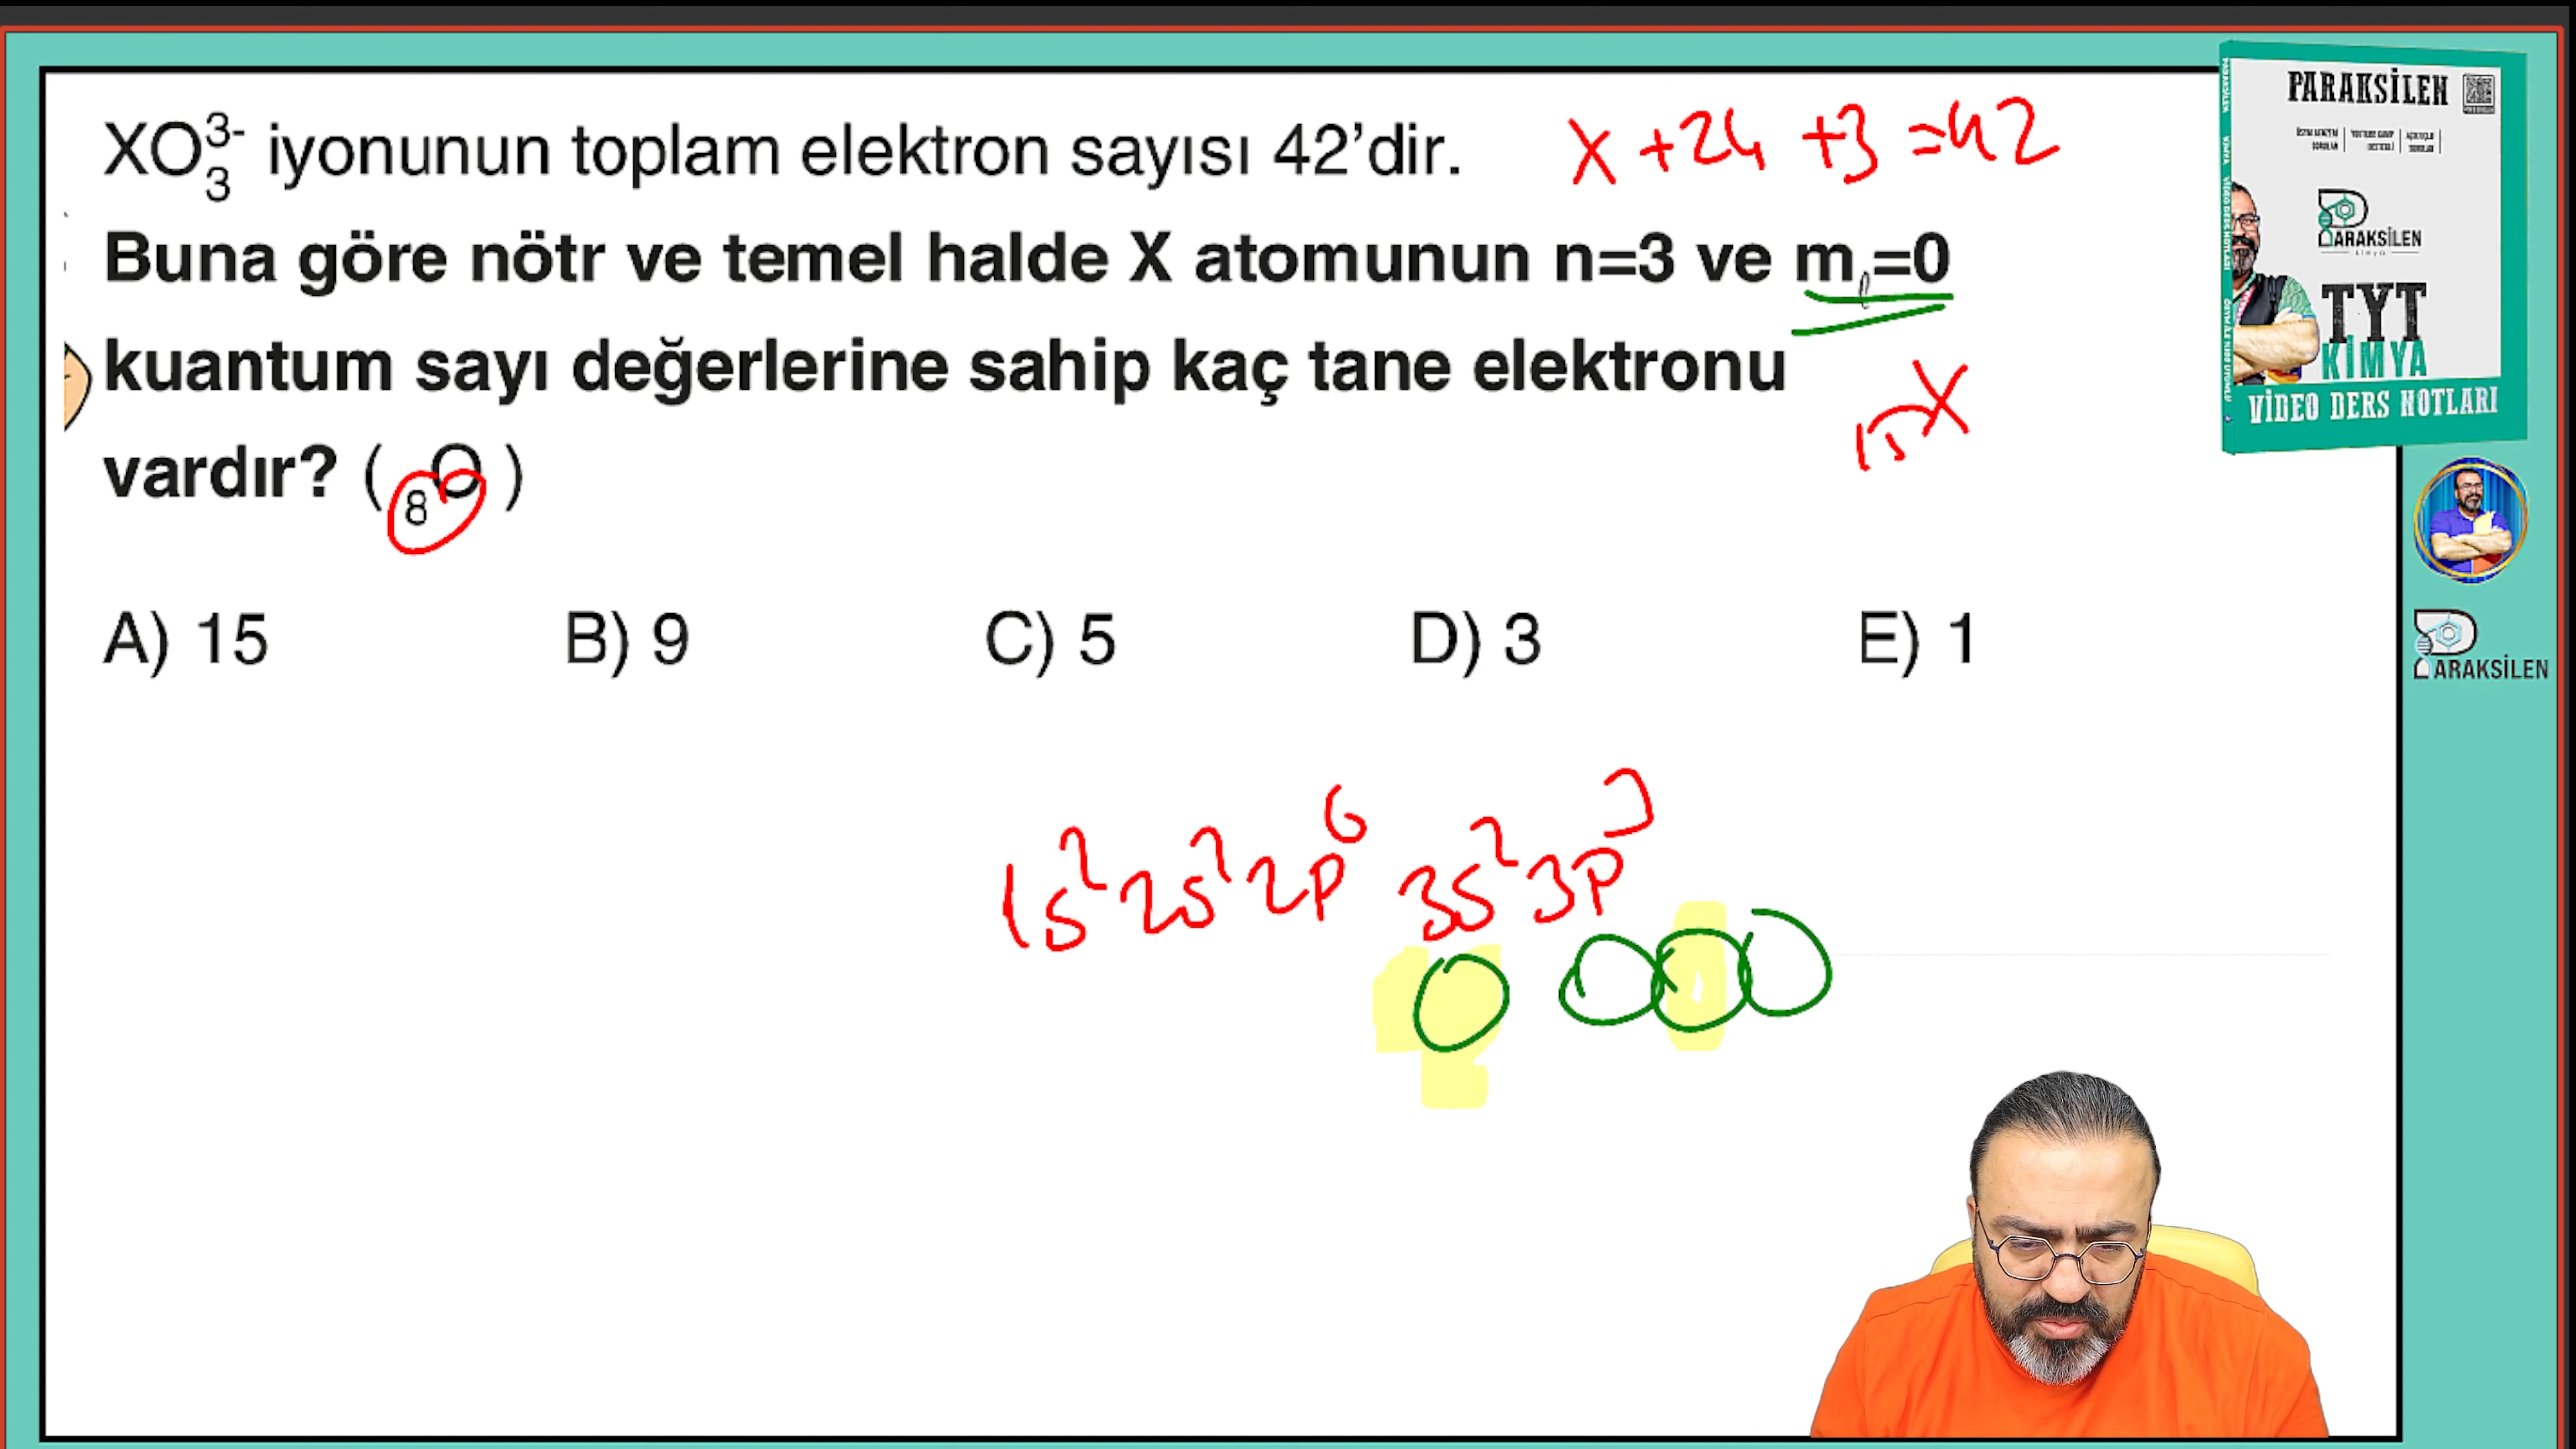 XO₃³⁻ iyonunun toplam elektron sayısı 42'dir.
x + 24 + 3 = 42
Buna göre nötr ve temel halde X atomunun n=3 ve mₗ=0
kuantum sayı değerlerine sahip kaç tane elektronu
vardır? ( ₈O )
₁₅X
A) 15 B) 9 C) 5 D) 3 E) 1
1s² 2s² 2p⁶ 3s² 3p³
PARAKSİLEN
PARAKSİLEN
kimya
TYT
KİMYA
VİDEO DERS NOTLARI
PARAKSİLEN